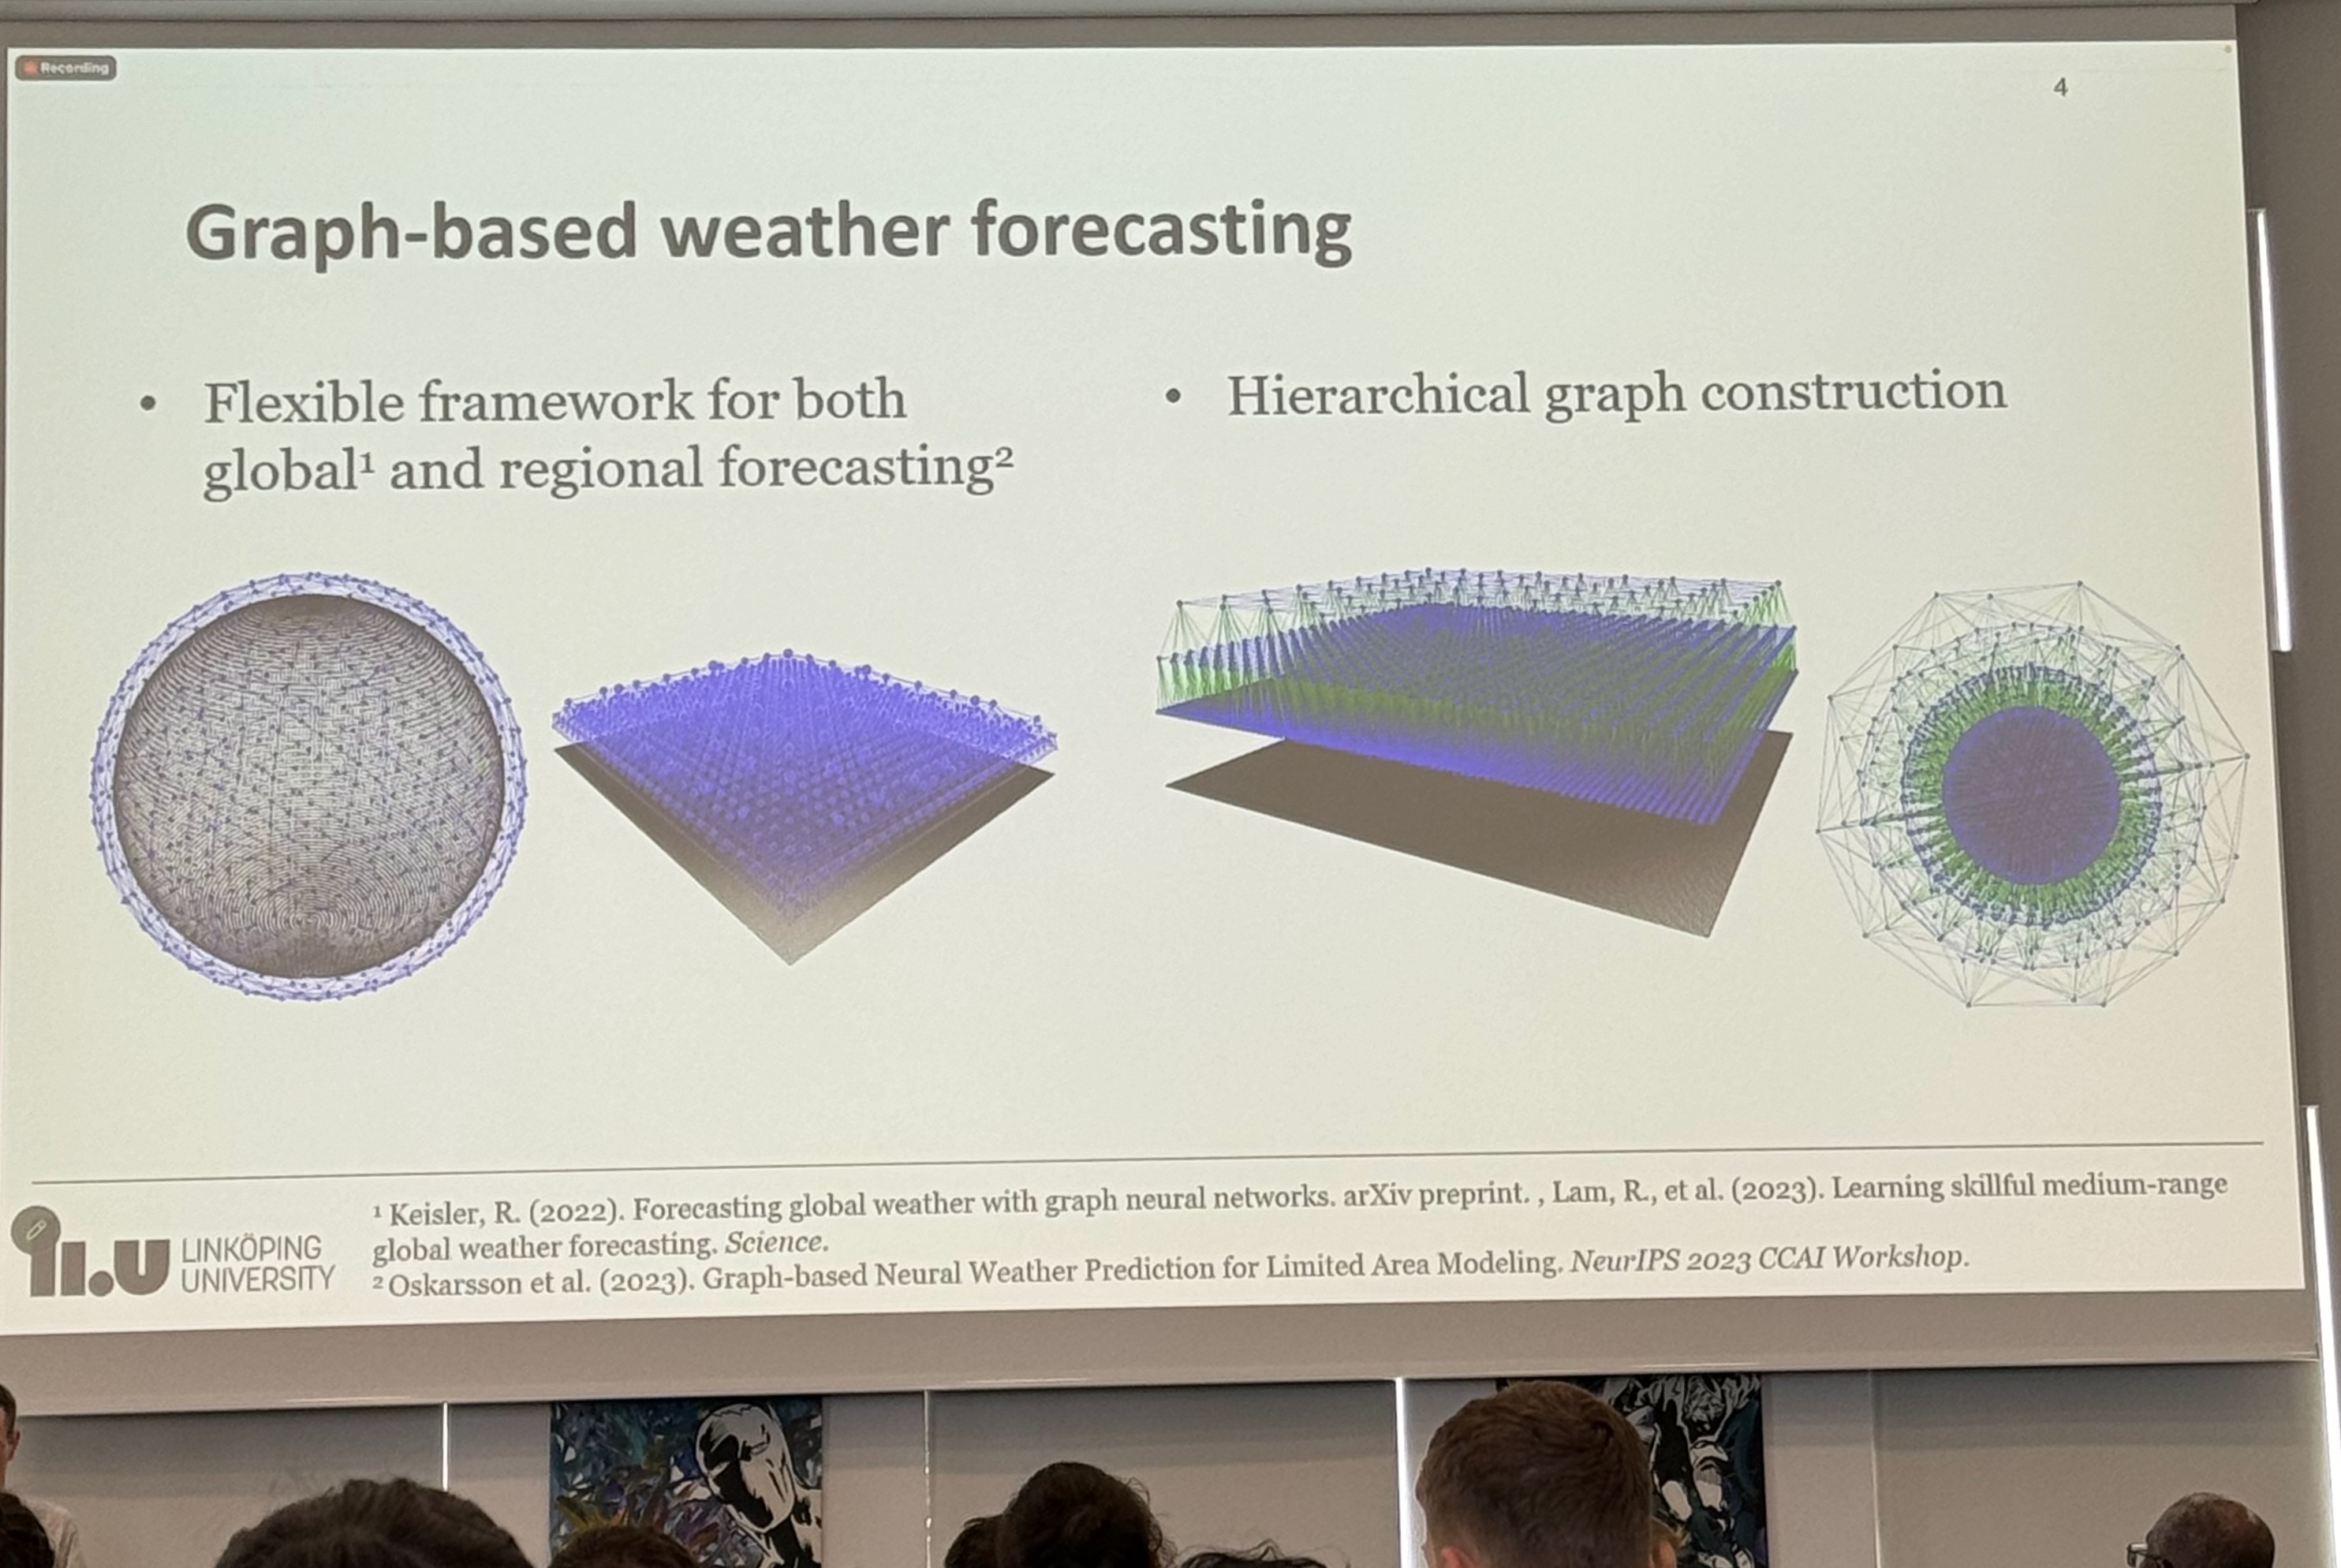 Recording
4
Graph-based weather forecasting
• Flexible framework for both
global¹ and regional forecasting²
• Hierarchical graph construction
¹ Keisler, R. (2022). Forecasting global weather with graph neural networks. arXiv preprint. , Lam, R., et al. (2023). Learning skillful medium-range
global weather forecasting. Science.
² Oskarsson et al. (2023). Graph-based Neural Weather Prediction for Limited Area Modeling. NeurIPS 2023 CCAI Workshop.
LI.U LINKÖPING
UNIVERSITY